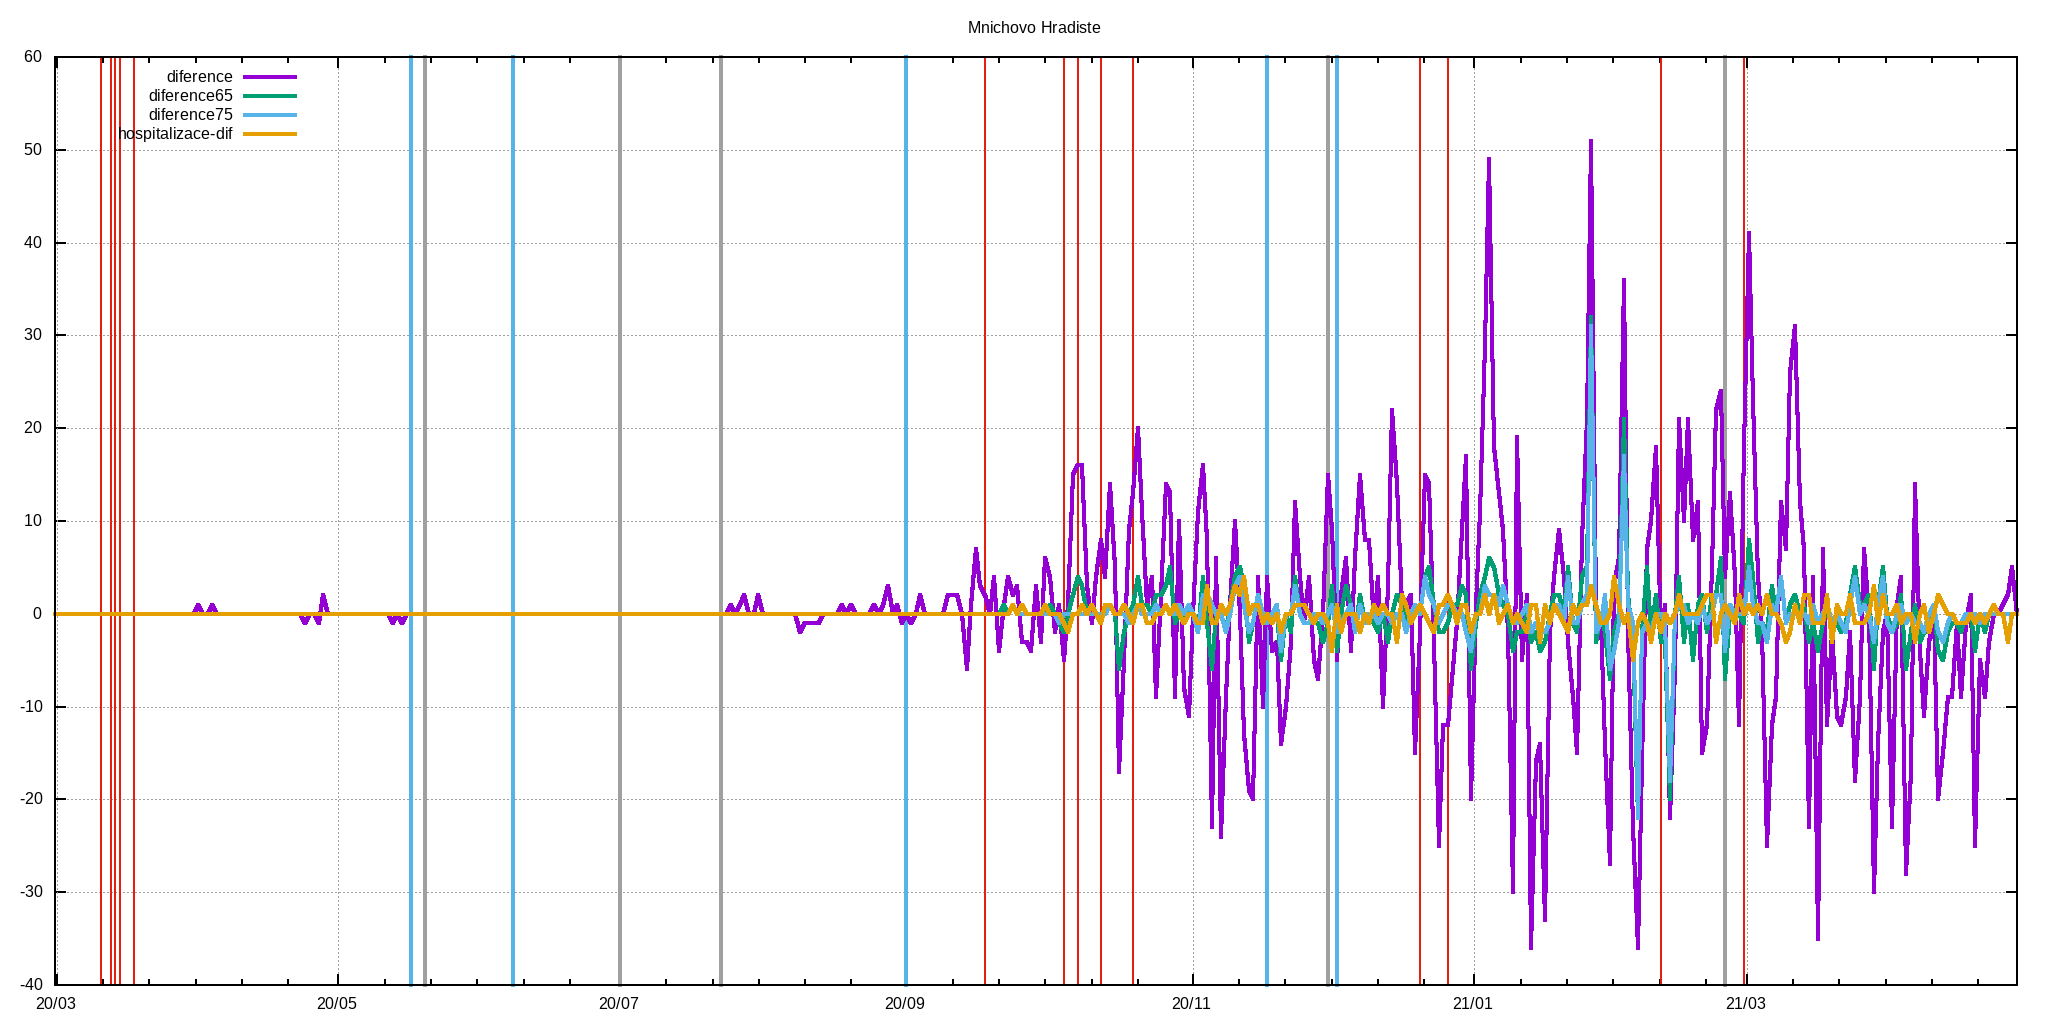 Mnichovo Hradiste
60
diference
diference65
diference75
hospitalizace-dif
50
40
30
20
10
0
-10
-20
-30
-40
20/03 20/05 20/07 20/09 20/11 21/01 21/03